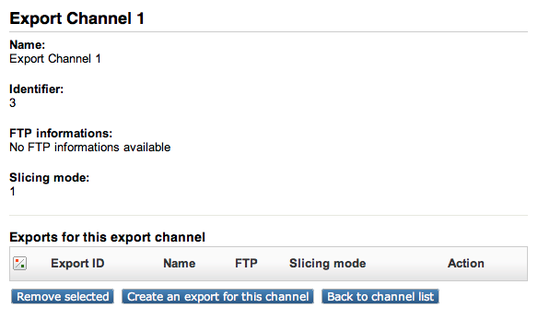 Export Channel 1
Name:
Export Channel 1
Identifier:
3
FTP informations:
No FTP informations available
Slicing mode:
1
Exports for this export channel
Export ID Name FTP Slicing mode Action
Remove selected Create an export for this channel Back to channel list